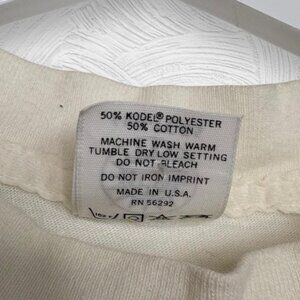 50% KODEL® POLYESTER
50% COTTON
MACHINE WASH WARM
TUMBLE DRY LOW SETTING
DO NOT BLEACH
DO NOT IRON IMPRINT
MADE IN U.S.A.
RN 56292